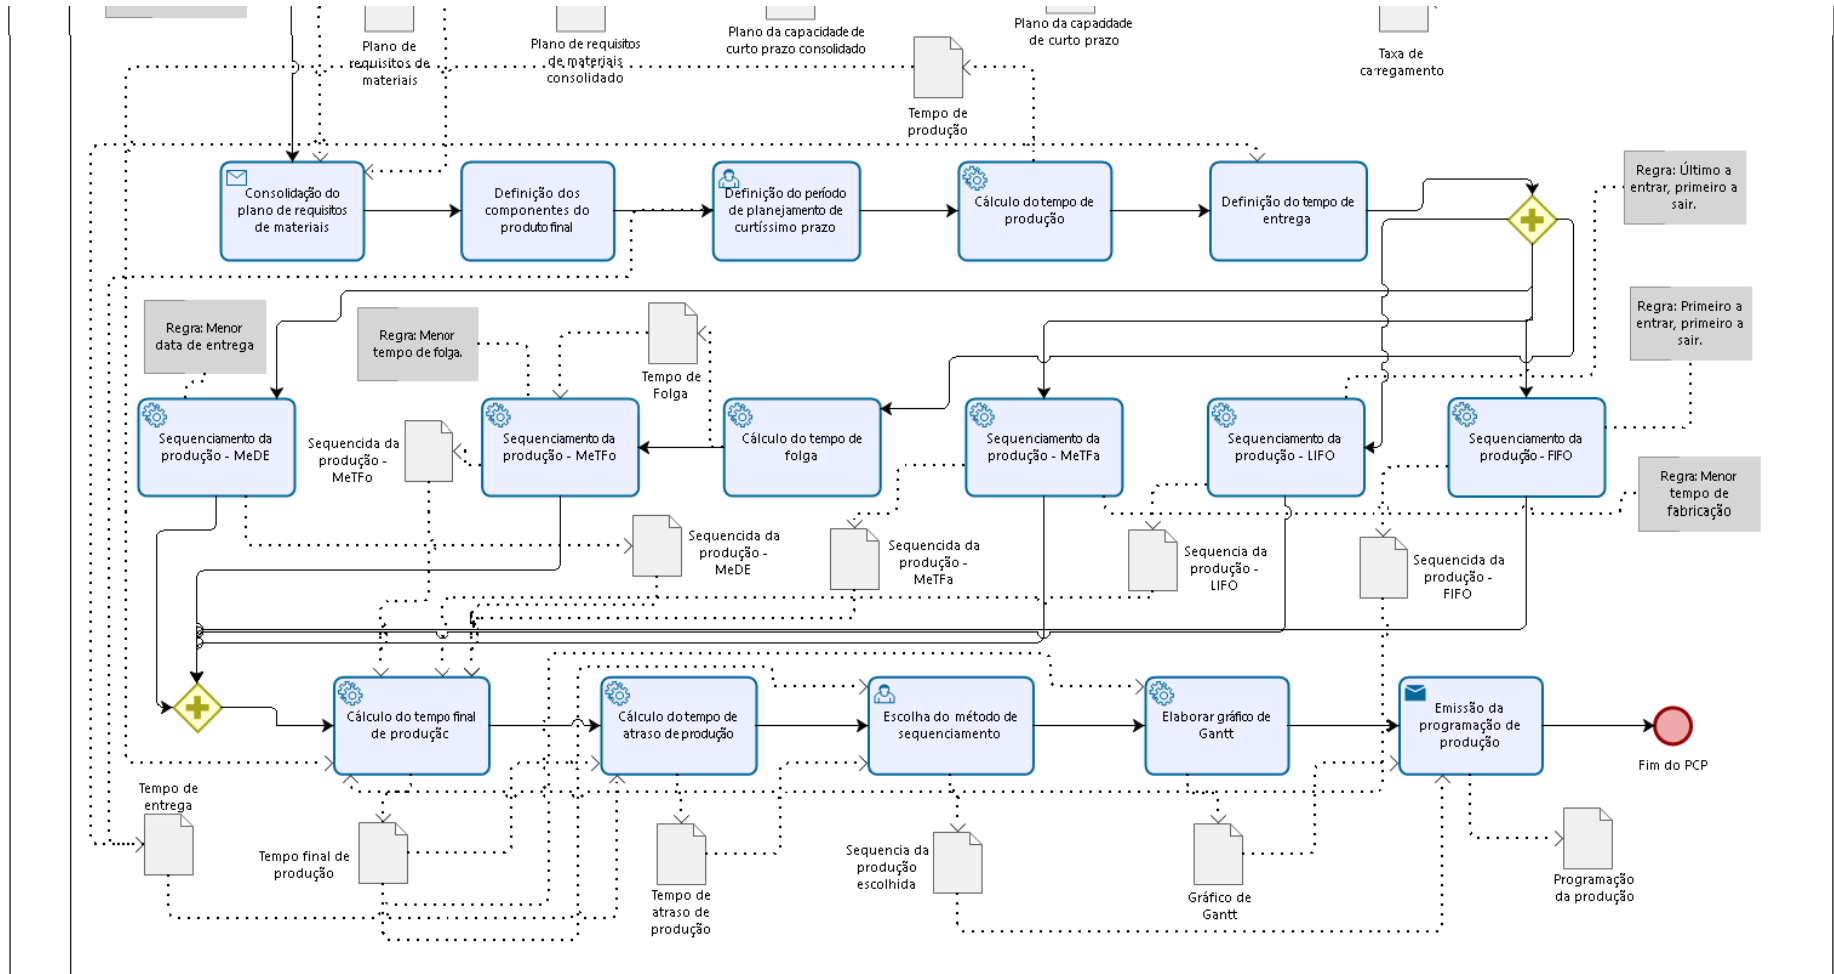 Plano de
requisitos de
materiais
Plano de requisitos
de materiais
consolidado
Plano da capacidade de
curto prazo consolidado
Plano da capacidade
de curto prazo
Taxa de
carregamento
Tempo de
produção
Consolidação do
plano de requisitos
de materiais
Definição dos
componentes do
produto final
Definição do período
de planejamento de
curtíssimo prazo
Cálculo do tempo de
produção
Definição do tempo de
entrega
Regra: Último a
entrar, primeiro a
sair.
Regra: Primeiro a
entrar, primeiro a
sair.
Regra: Menor
data de entrega
Regra: Menor
tempo de folga.
Tempo de
Folga
Sequenciamento da
produção - MeDE
Sequencida da
produção -
MeTFo
Sequenciamento da
produção - MeTFo
Cálculo do tempo de
folga
Sequenciamento da
produção - MeTFa
Sequenciamento da
produção - LIFO
Sequenciamento da
produção - FIFO
Regra: Menor
tempo de
fabricação
Sequencida da
produção -
MeDE
Sequencida da
produção -
MeTFa
Sequencia da
produção -
LIFO
Sequencida da
produção -
FIFO
Cálculo do tempo final
de produção
Cálculo do tempo de
atraso de produção
Escolha do método de
sequenciamento
Elaborar gráfico de
Gantt
Emissão da
programação de
produção
Fim do PCP
Tempo de
entrega
Tempo final de
produção
Tempo de
atraso de
produção
Sequencia da
produção
escolhida
Gráfico de
Gantt
Programação
da produção